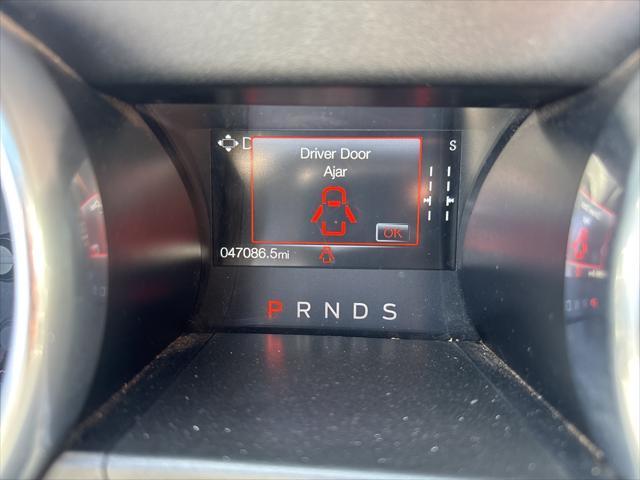 D
S
Driver Door
Ajar
OK
047086.5mi
P R N D S